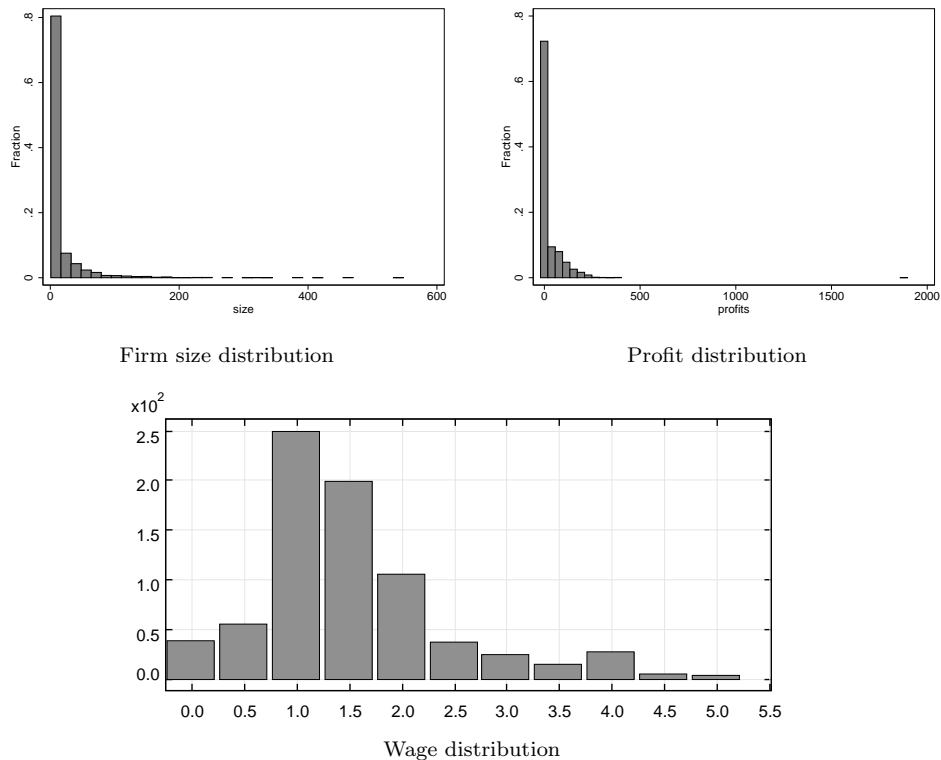 Fraction
0 .2 .4 .6 .8
0 200 400 600
size
Firm size distribution
Fraction
0 .2 .4 .6 .8
0 500 1000 1500 2000
profits
Profit distribution
x10^2
2.5
2.0
1.5
1.0
0.5
0.0
0.0 0.5 1.0 1.5 2.0 2.5 3.0 3.5 4.0 4.5 5.0 5.5
Wage distribution